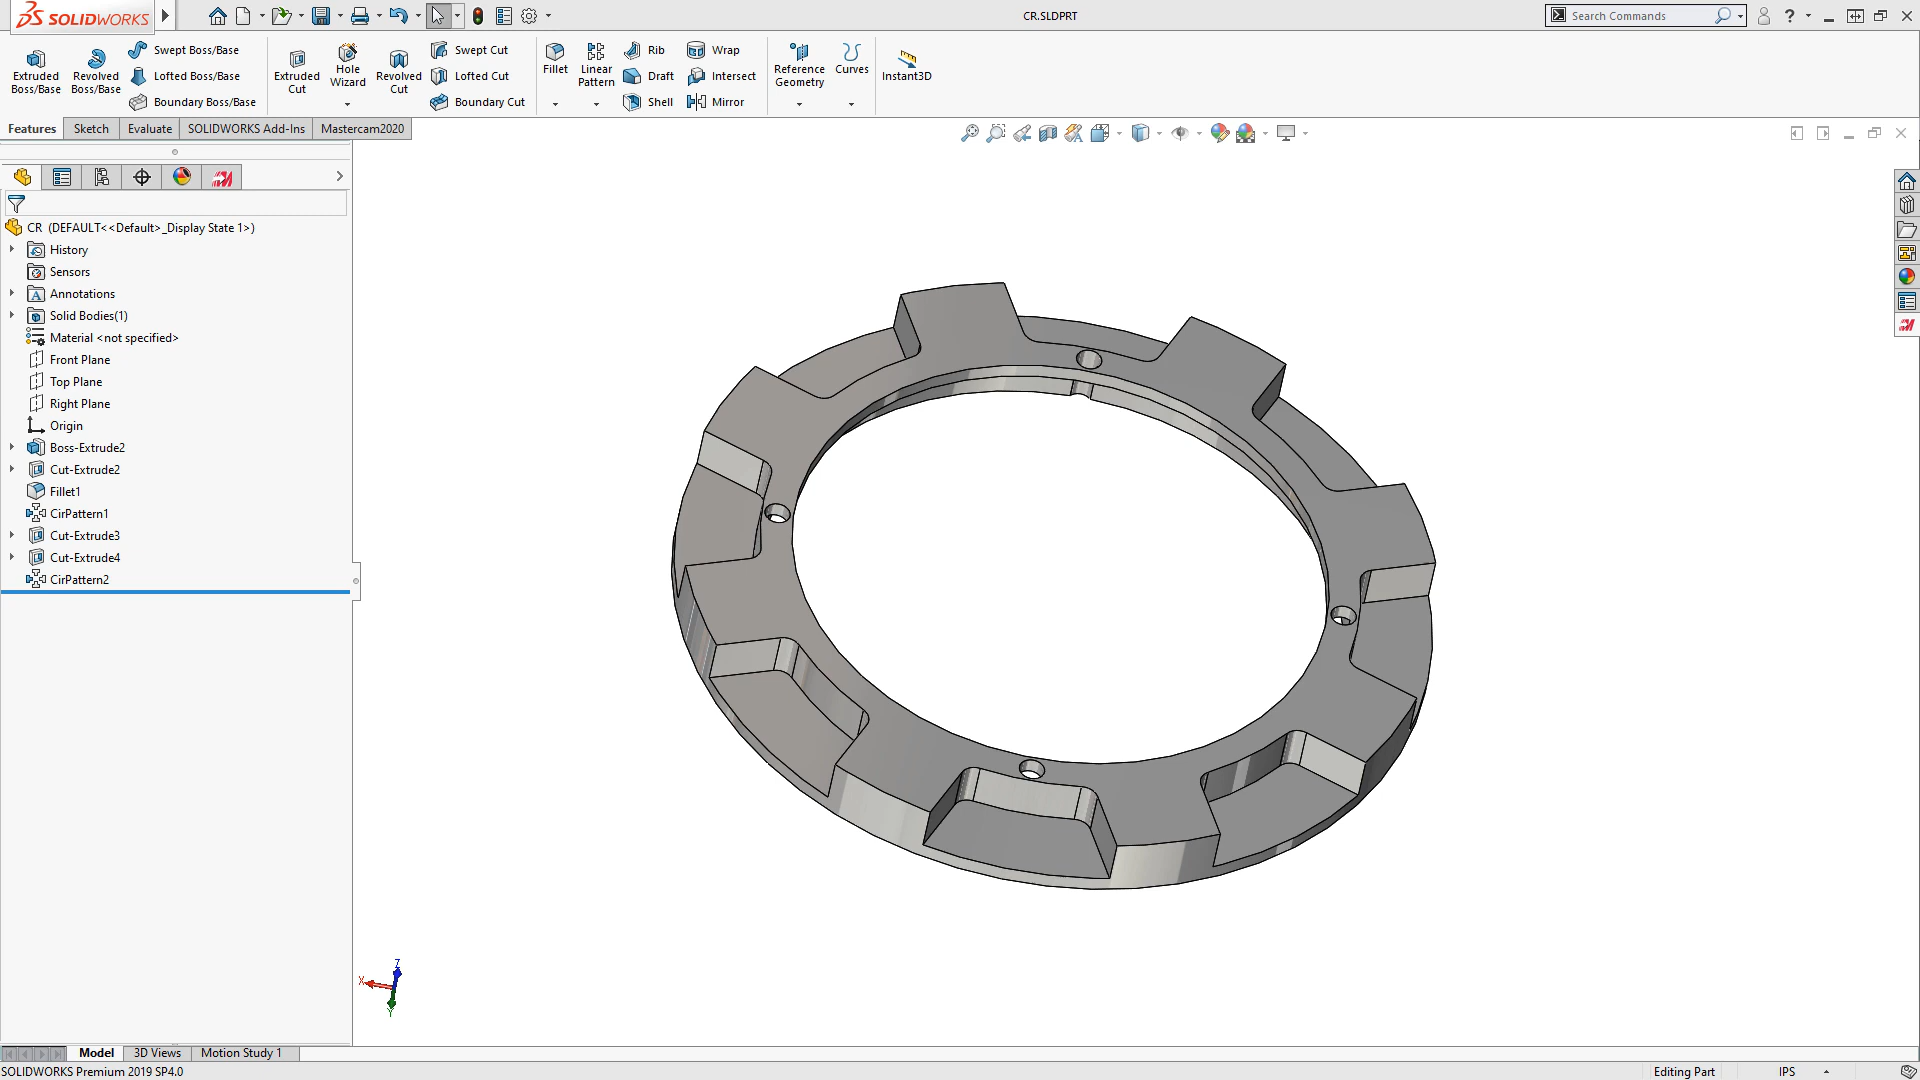 SOLIDWORKS
CR.SLDPRT
Search Commands
?
Extruded Boss/Base
Revolved Boss/Base
Swept Boss/Base
Lofted Boss/Base
Boundary Boss/Base
Extruded Cut
Hole Wizard
Revolved Cut
Swept Cut
Lofted Cut
Boundary Cut
Fillet
Linear Pattern
Rib
Draft
Shell
Wrap
Intersect
Mirror
Reference Geometry
Curves
Instant3D
Features
Sketch
Evaluate
SOLIDWORKS Add-Ins
Mastercam2020
CR (DEFAULT<<Default>_Display State 1>)
History
Sensors
A Annotations
Solid Bodies(1)
Material <not specified>
Front Plane
Top Plane
Right Plane
Origin
Boss-Extrude2
Cut-Extrude2
Fillet1
CirPattern1
Cut-Extrude3
Cut-Extrude4
CirPattern2
Z
X
Y
Model
3D Views
Motion Study 1
SOLIDWORKS Premium 2019 SP4.0
Editing Part
IPS